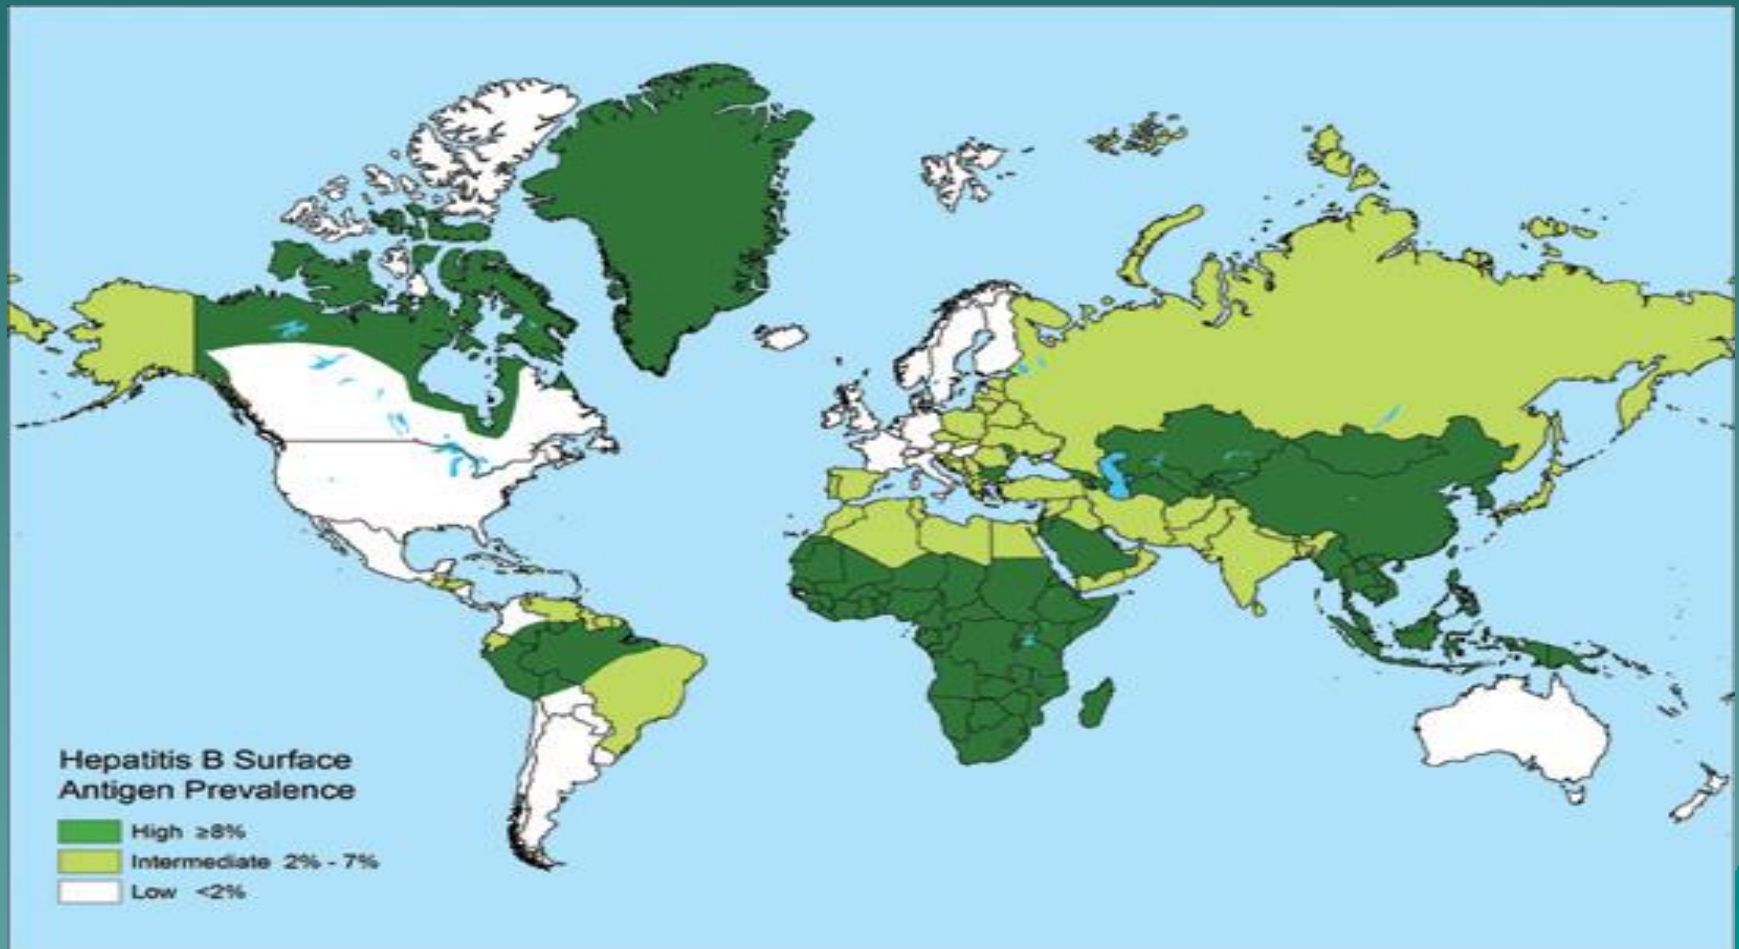 Hepatitis B Surface
Antigen Prevalence
High ≥8%
Intermediate 2% - 7%
Low <2%